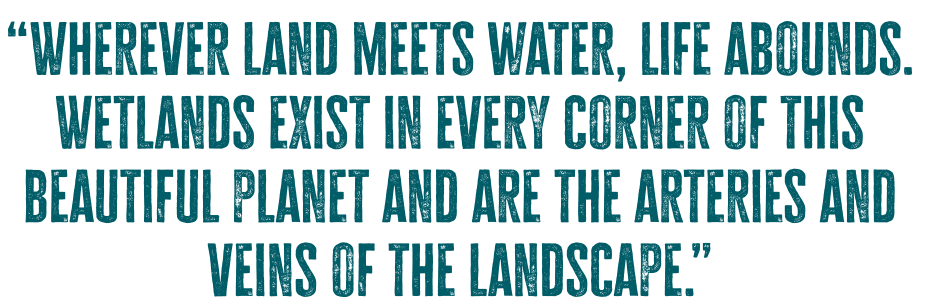 “WHEREVER LAND MEETS WATER, LIFE ABOUNDS.
WETLANDS EXIST IN EVERY CORNER OF THIS
BEAUTIFUL PLANET AND ARE THE ARTERIES AND
VEINS OF THE LANDSCAPE.”